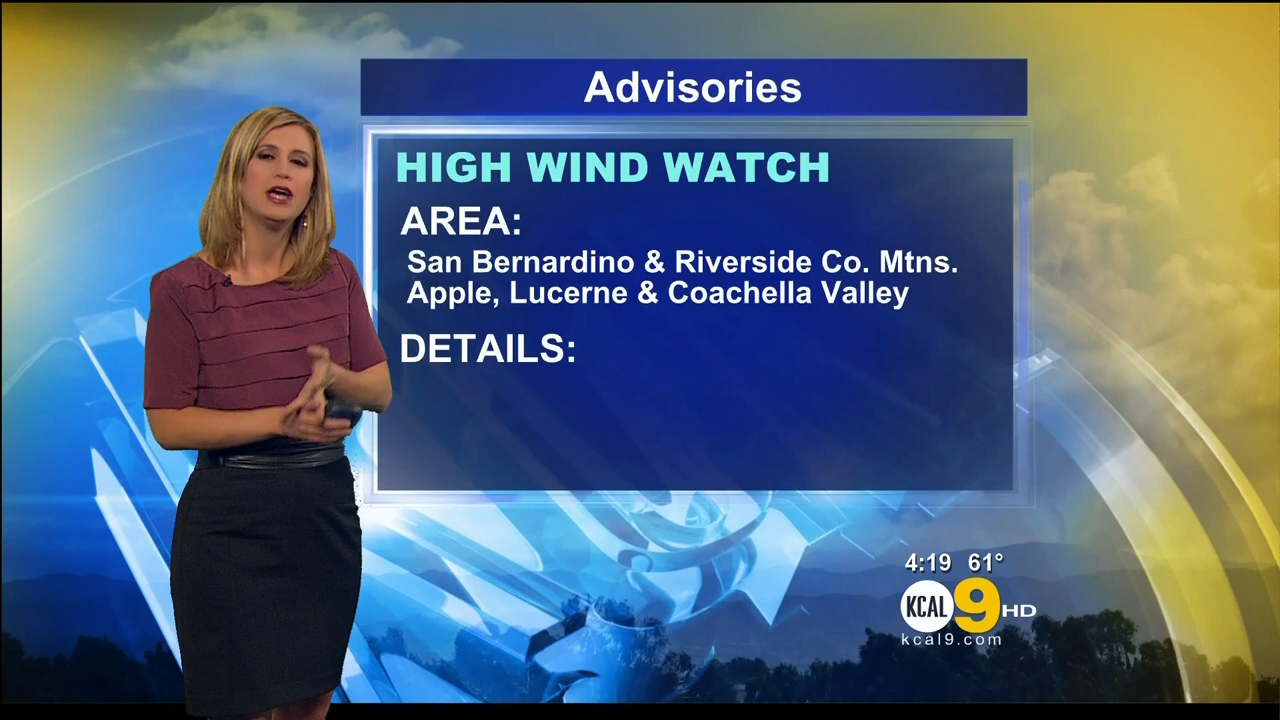 Advisories
HIGH WIND WATCH
AREA:
San Bernardino & Riverside Co. Mtns.
Apple, Lucerne & Coachella Valley
DETAILS:
4:19 61°
KCAL 9 HD
kcal9.com